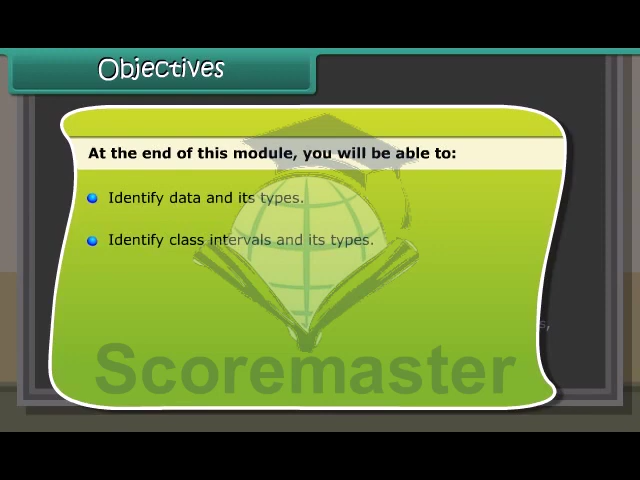 Objectives
At the end of this module, you will be able to:
Identify data and its types.
Identify class intervals and its types.
Scoremaster